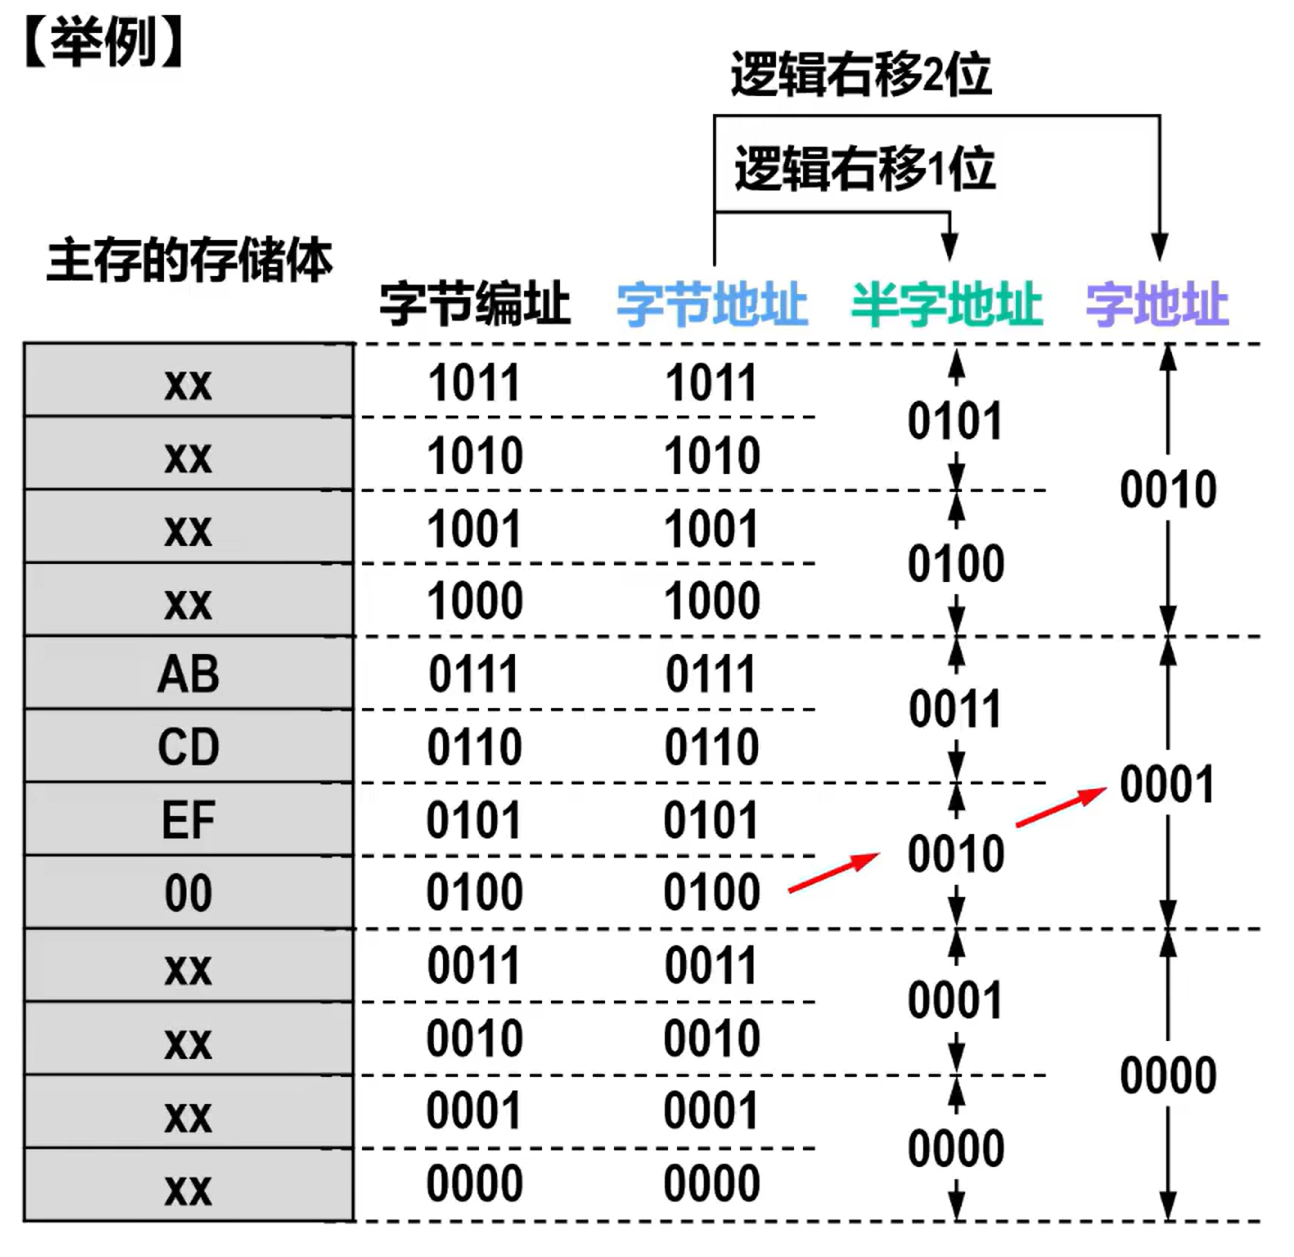 【举例】
逻辑右移2位
逻辑右移1位
主存的存储体
字节编址 字节地址 半字地址 字地址
xx 1011 1011
0101
xx 1010 1010
0010
xx 1001 1001
0100
xx 1000 1000
AB 0111 0111
0011
CD 0110 0110
0001
EF 0101 0101
0010
00 0100 0100
xx 0011 0011
0001
xx 0010 0010
0000
xx 0001 0001
0000
xx 0000 0000